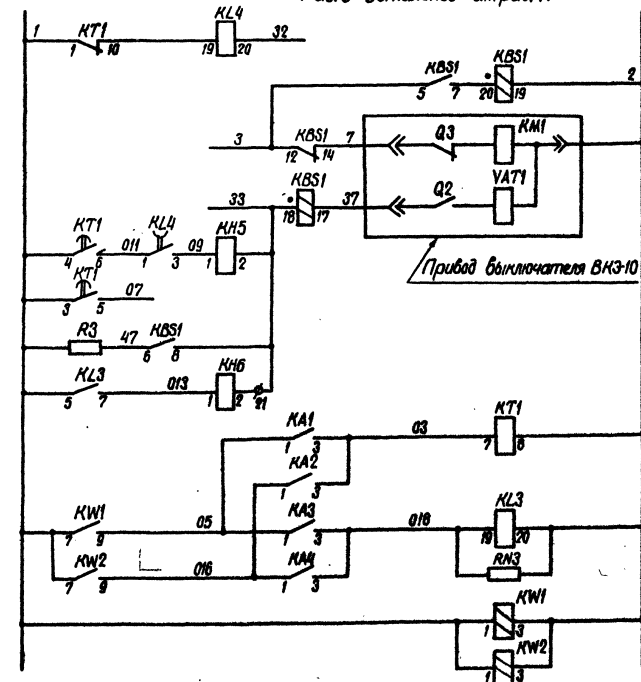 1 KT1 KL4 32
1 10 19 20
KBS1 KBS1 2
5 7 20 19
3 KBS1 7 Q3 KM1
12 14
KBS1 VAT1
33 37 Q2
18 17
KT1 KL4 KH5
4 6 011 1 3 09 1 2
Привод выключателя ВКЭ-10
KT1 07
3 5
R3 47 KBS1
6 8
KL3 013 KH6
5 7 1 2 21
KA1 03 KT1
1 3 7 8
KA2
1 3
KW1 05 KA3 018 KL3
7 9 1 3 19 20
KW2 016 KA4 RN3
7 9 1 3
KW1
1 3
KW2
1 3